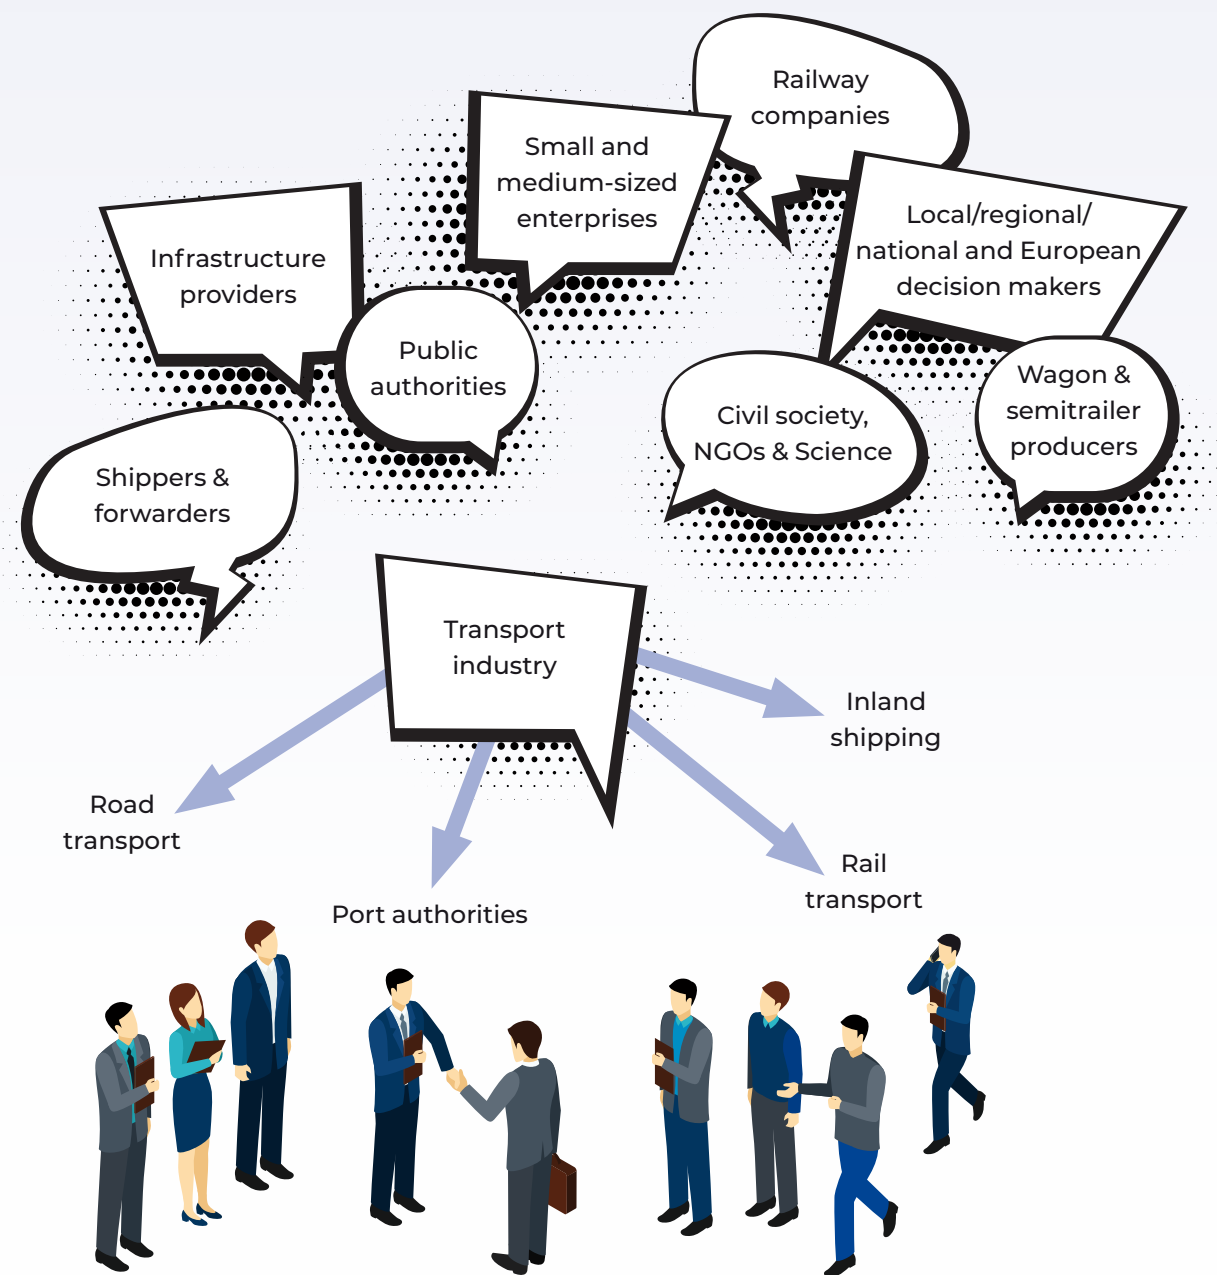 Railway
companies
Small and
medium-sized
enterprises
Local/regional/
national and European
decision makers
Infrastructure
providers
Public
authorities
Wagon &
semitrailer
producers
Civil society,
NGOs & Science
Shippers &
forwarders
Transport
industry
Inland
shipping
Road
transport
Rail
transport
Port authorities